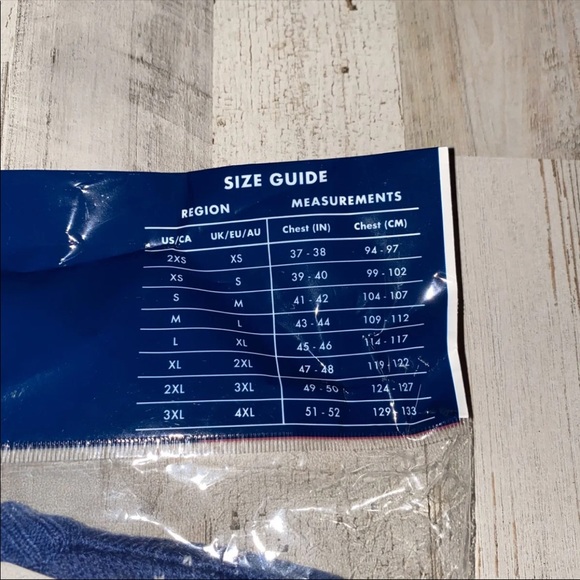 SIZE GUIDE
REGION MEASUREMENTS
US/CA UK/EU/AU Chest (IN) Chest (CM)
2XS XS 37 - 38 94 - 97
XS S 39 - 40 99 - 102
S M 41 - 42 104 - 107
M L 43 - 44 109 - 112
L XL 45 - 46 114 - 117
XL 2XL 47 - 48 119 - 122
2XL 3XL 49 - 50 124 - 127
3XL 4XL 51 - 52 129 - 133